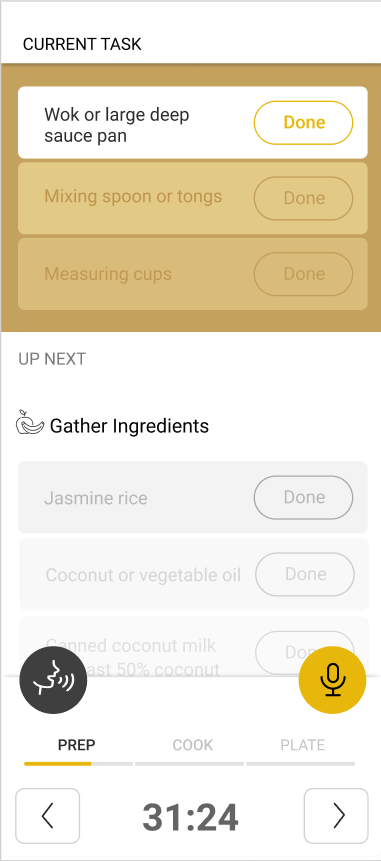 CURRENT TASK
Wok or large deep
sauce pan
Done
Mixing spoon or tongs
Done
Measuring cups
Done
UP NEXT
Gather Ingredients
Jasmine rice
Done
Coconut or vegetable oil
Done
Canned coconut milk
50% coconut
Done
PREP
COOK
PLATE
31:24